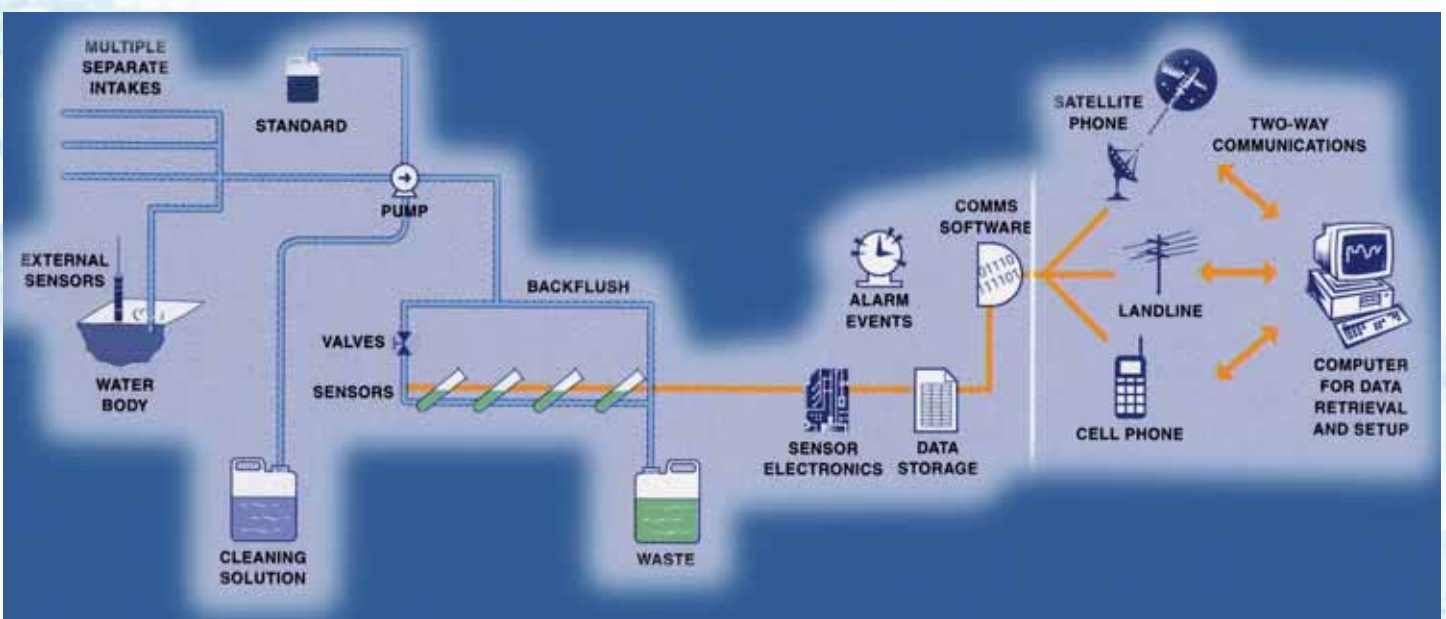 MULTIPLE
SEPARATE
INTAKES
STANDARD
PUMP
EXTERNAL
SENSORS
WATER
BODY
BACKFLUSH
VALVES
SENSORS
CLEANING
SOLUTION
WASTE
ALARM
EVENTS
SENSOR
ELECTRONICS
DATA
STORAGE
COMMS
SOFTWARE
01110
111101
SATELLITE
PHONE
TWO-WAY
COMMUNICATIONS
LANDLINE
CELL PHONE
COMPUTER
FOR DATA
RETRIEVAL
AND SETUP